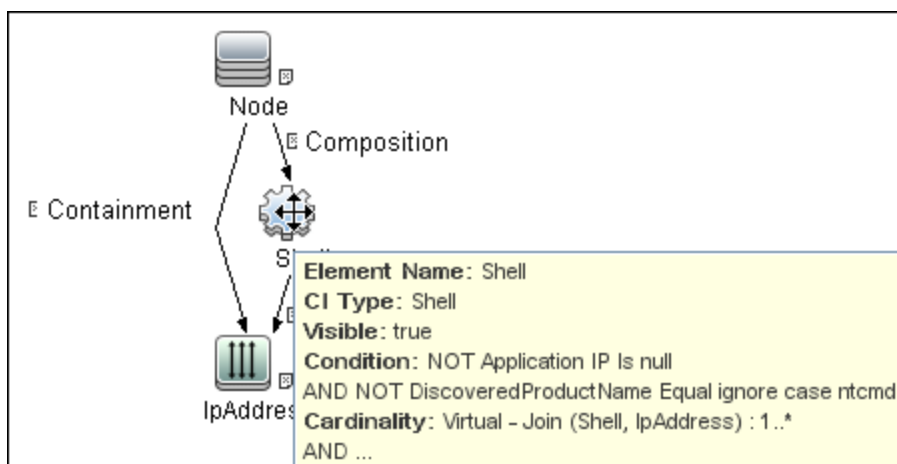 Node
Composition
Containment
Element Name: Shell
CI Type: Shell
Visible: true
Condition: NOT Application IP Is null
AND NOT DiscoveredProductName Equal ignore case ntcmd
IpAddres
Cardinality: Virtual - Join (Shell, IpAddress) : 1..*
AND ...